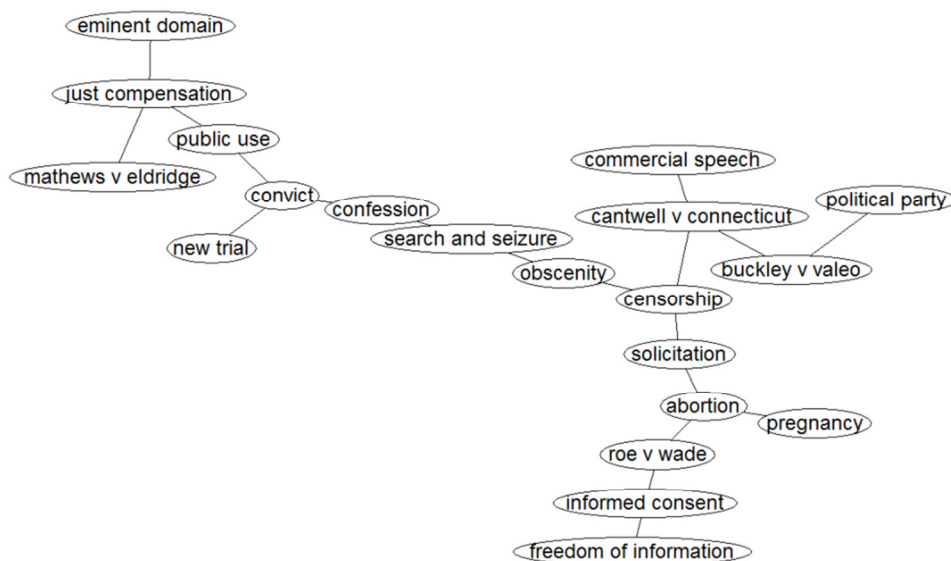 eminent domain
just compensation
public use
commercial speech
mathews v eldridge
convict
political party
confession
cantwell v connecticut
search and seizure
new trial
obscenity
buckley v valeo
censorship
solicitation
abortion
pregnancy
roe v wade
informed consent
freedom of information